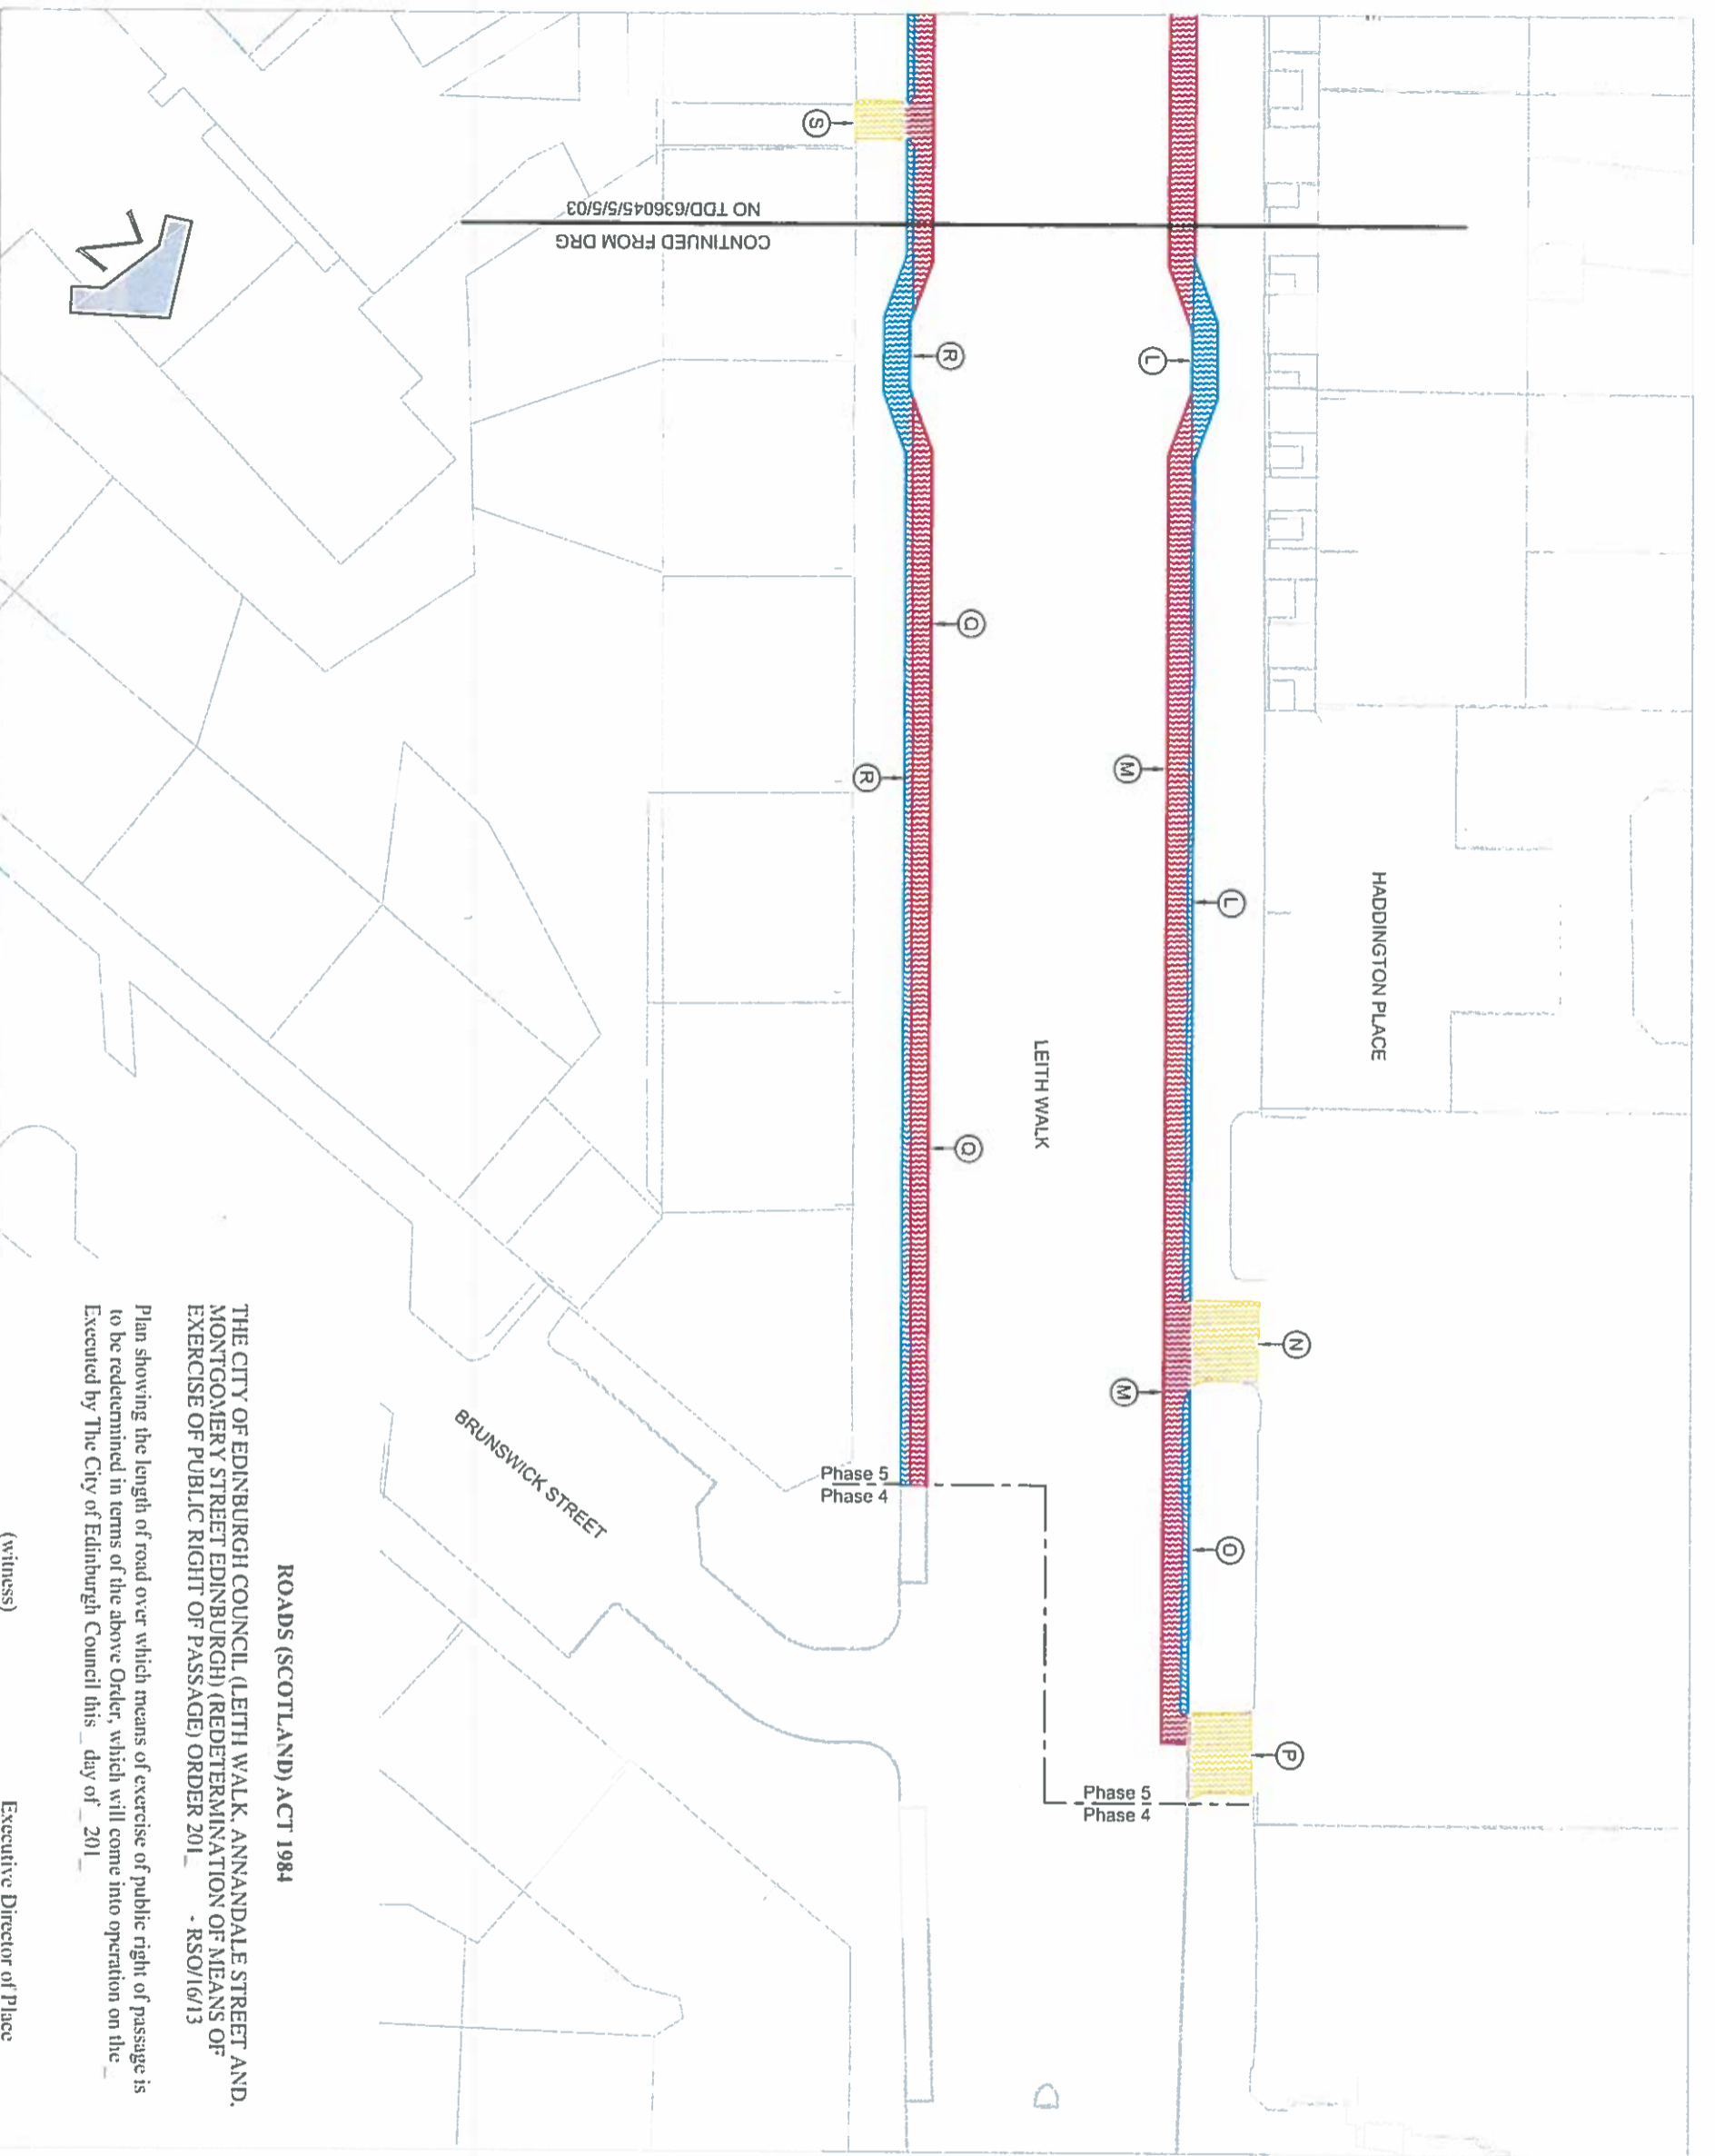 HADDINGTON PLACE
LEITH WALK
BRUNSWICK STREET
CONTINUED FROM DRG
NO TDD/636045/5/5/03
S
R
L
Q
M
R
L
Q
N
M
O
P
Phase 5
Phase 4
Phase 5
Phase 4
N
ROADS (SCOTLAND) ACT 1984
THE CITY OF EDINBURGH COUNCIL (LEITH WALK, ANNANDALE STREET AND,
MONTGOMERY STREET EDINBURGH) (REDETERMINATION OF MEANS OF
EXERCISE OF PUBLIC RIGHT OF PASSAGE) ORDER 201_ - RSO/16/13
Plan showing the length of road over which means of exercise of public right of passage is
to be redetermined in terms of the above Order, which will come into operation on the _
Executed by The City of Edinburgh Council this _ day of _ 201_
(witness) Executive Director of Place